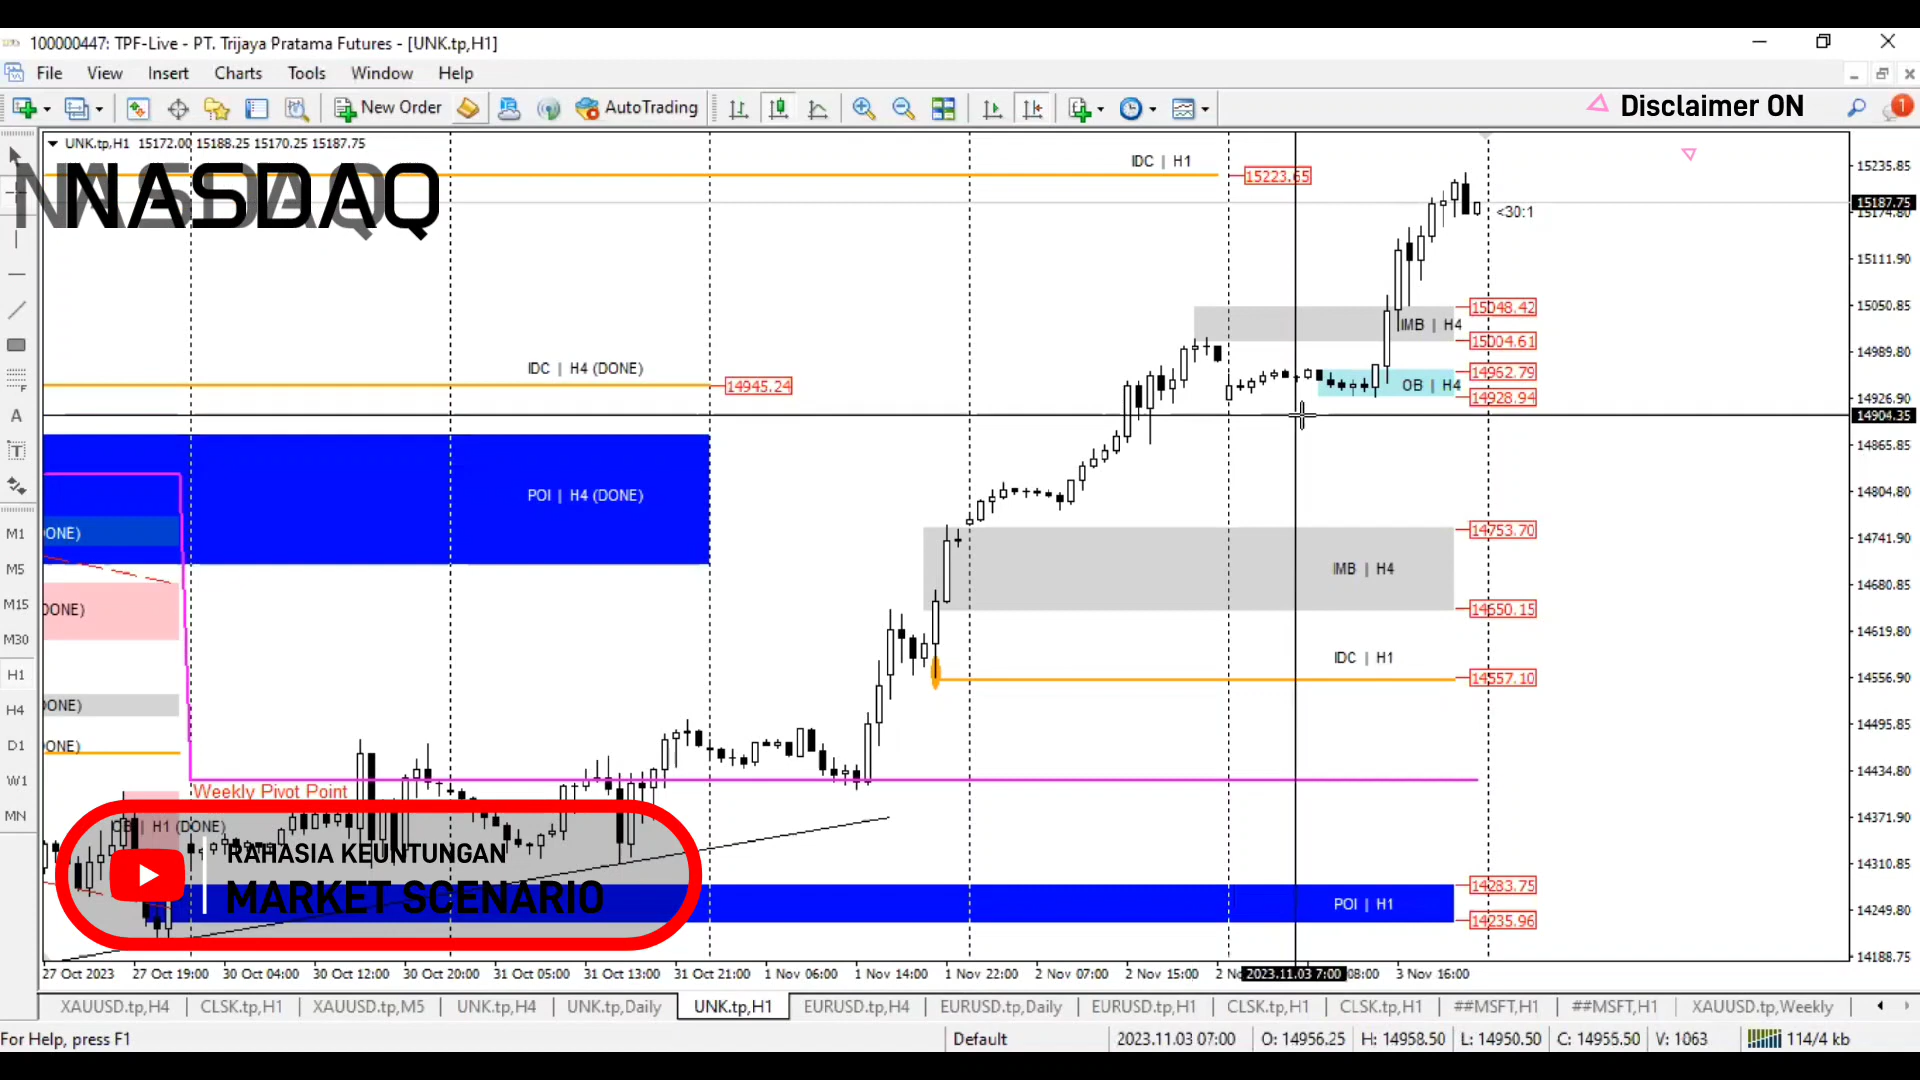 100000447: TPF-Live - PT. Trijaya Pratama Futures - [UNK.tp,H1]
File View Insert Charts Tools Window Help
New Order AutoTrading
Disclaimer ON
1
UNK.tp,H1 15172.00 15188.25 15170.25 15187.75
NASDAQ
IDC | H1
15223.65
15235.85
15187.75
15174.80
<30:1
15111.90
15050.85
15048.42
IMB | H4
15004.61
14989.80
IDC | H4 (DONE)
14945.24
14962.79
OB | H4
14928.94
14926.90
14904.35
14865.85
POI | H4 (DONE)
14804.80
ONE)
14753.70
14741.90
IMB | H4
14680.85
DONE)
14650.15
14619.80
IDC | H1
14557.10
14556.90
DONE)
14495.85
ONE)
14434.80
Weekly Pivot Point
14371.90
OB | H1 (DONE)
RAHASIA KEUNTUNGAN
MARKET SCENARIO
14310.85
14283.75
POI | H1
14249.80
14235.96
14188.75
M1
M5
M15
M30
H1
H4
D1
W1
MN
27 Oct 2023 27 Oct 19:00 30 Oct 04:00 30 Oct 12:00 30 Oct 20:00 31 Oct 05:00 31 Oct 13:00 31 Oct 21:00 1 Nov 06:00 1 Nov 14:00 1 Nov 22:00 2 Nov 07:00 2 Nov 15:00 2 No 2023.11.03 7:00 08:00 3 Nov 16:00
XAUUSD.tp,H4 CLSK.tp,H1 XAUUSD.tp,M5 UNK.tp,H4 UNK.tp,Daily UNK.tp,H1 EURUSD.tp,H4 EURUSD.tp,Daily EURUSD.tp,H1 CLSK.tp,H1 CLSK.tp,H1 ##MSFT,H1 ##MSFT,H1 XAUUSD.tp,Weekly
For Help, press F1 Default 2023.11.03 07:00 O: 14956.25 H: 14958.50 L: 14950.50 C: 14955.50 V: 1063 114/4 kb